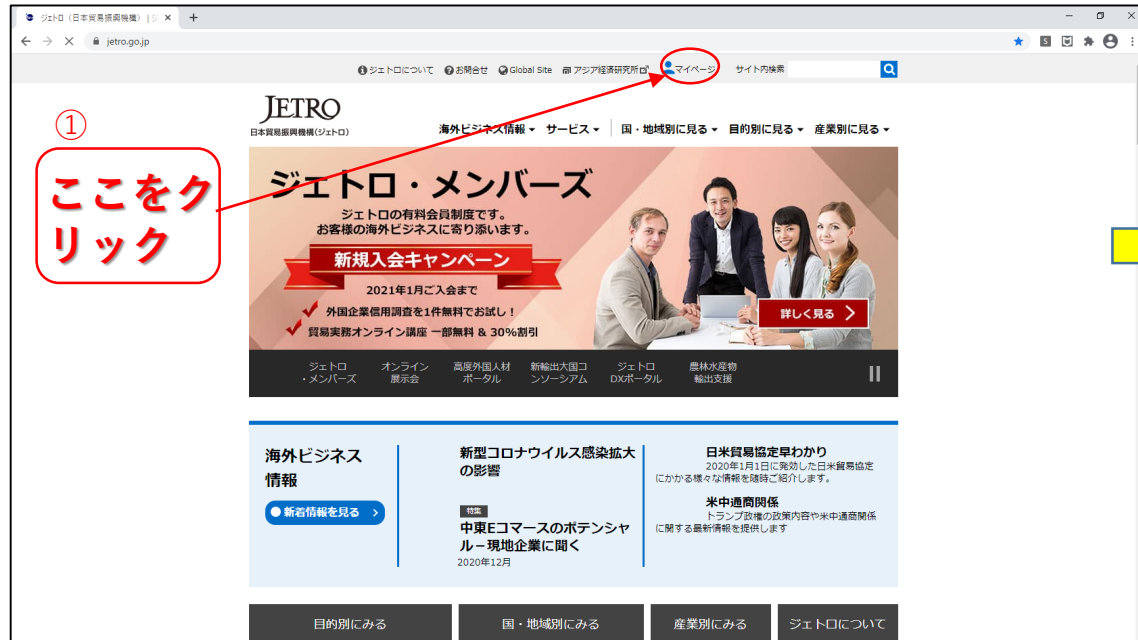 ジェトロ（日本貿易振興機構）|
jetro.go.jp
ジェトロについて お問合せ Global Site アジア経済研究所 マイページ サイト内検索
JETRO
日本貿易振興機構(ジェトロ)
海外ビジネス情報 サービス 国・地域別に見る 目的別に見る 産業別に見る
①
ここをク
リック
ジェトロ・メンバーズ
ジェトロの有料会員制度です。
お客様の海外ビジネスに寄り添います。
新規入会キャンペーン
2021年1月ご入会まで
外国企業信用調査を1件無料でお試し！
貿易実務オンライン講座 一部無料 & 30%割引
詳しく見る
ジェトロ
・メンバーズ
オンライン
展示会
高度外国人材
ポータル
新輸出大国コ
ンソーシアム
ジェトロ
DXポータル
農林水産物
輸出支援
海外ビジネス
情報
新着情報を見る
新型コロナウイルス感染拡大
の影響
特集
中東Eコマースのポテンシャ
ル－現地企業に聞く
2020年12月
日米貿易協定早わかり
2020年1月1日に発効した日米貿易協定
にかかる様々な情報を随時ご紹介します。
米中通商関係
トランプ政権の政策内容や米中通商関係
に関する最新情報を提供します
目的別にみる 国・地域別にみる 産業別にみる ジェトロについて